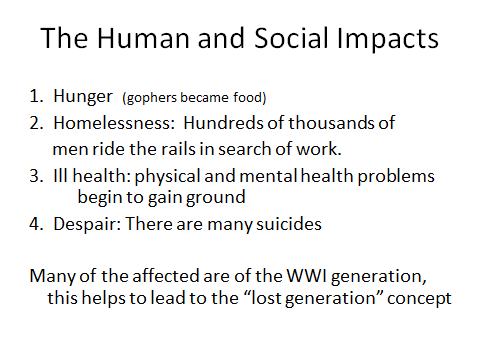 The Human and Social Impacts
1. Hunger (gophers became food)
2. Homelessness: Hundreds of thousands of
men ride the rails in search of work.
3. Ill health: physical and mental health problems
begin to gain ground
4. Despair: There are many suicides
Many of the affected are of the WWI generation,
this helps to lead to the “lost generation” concept